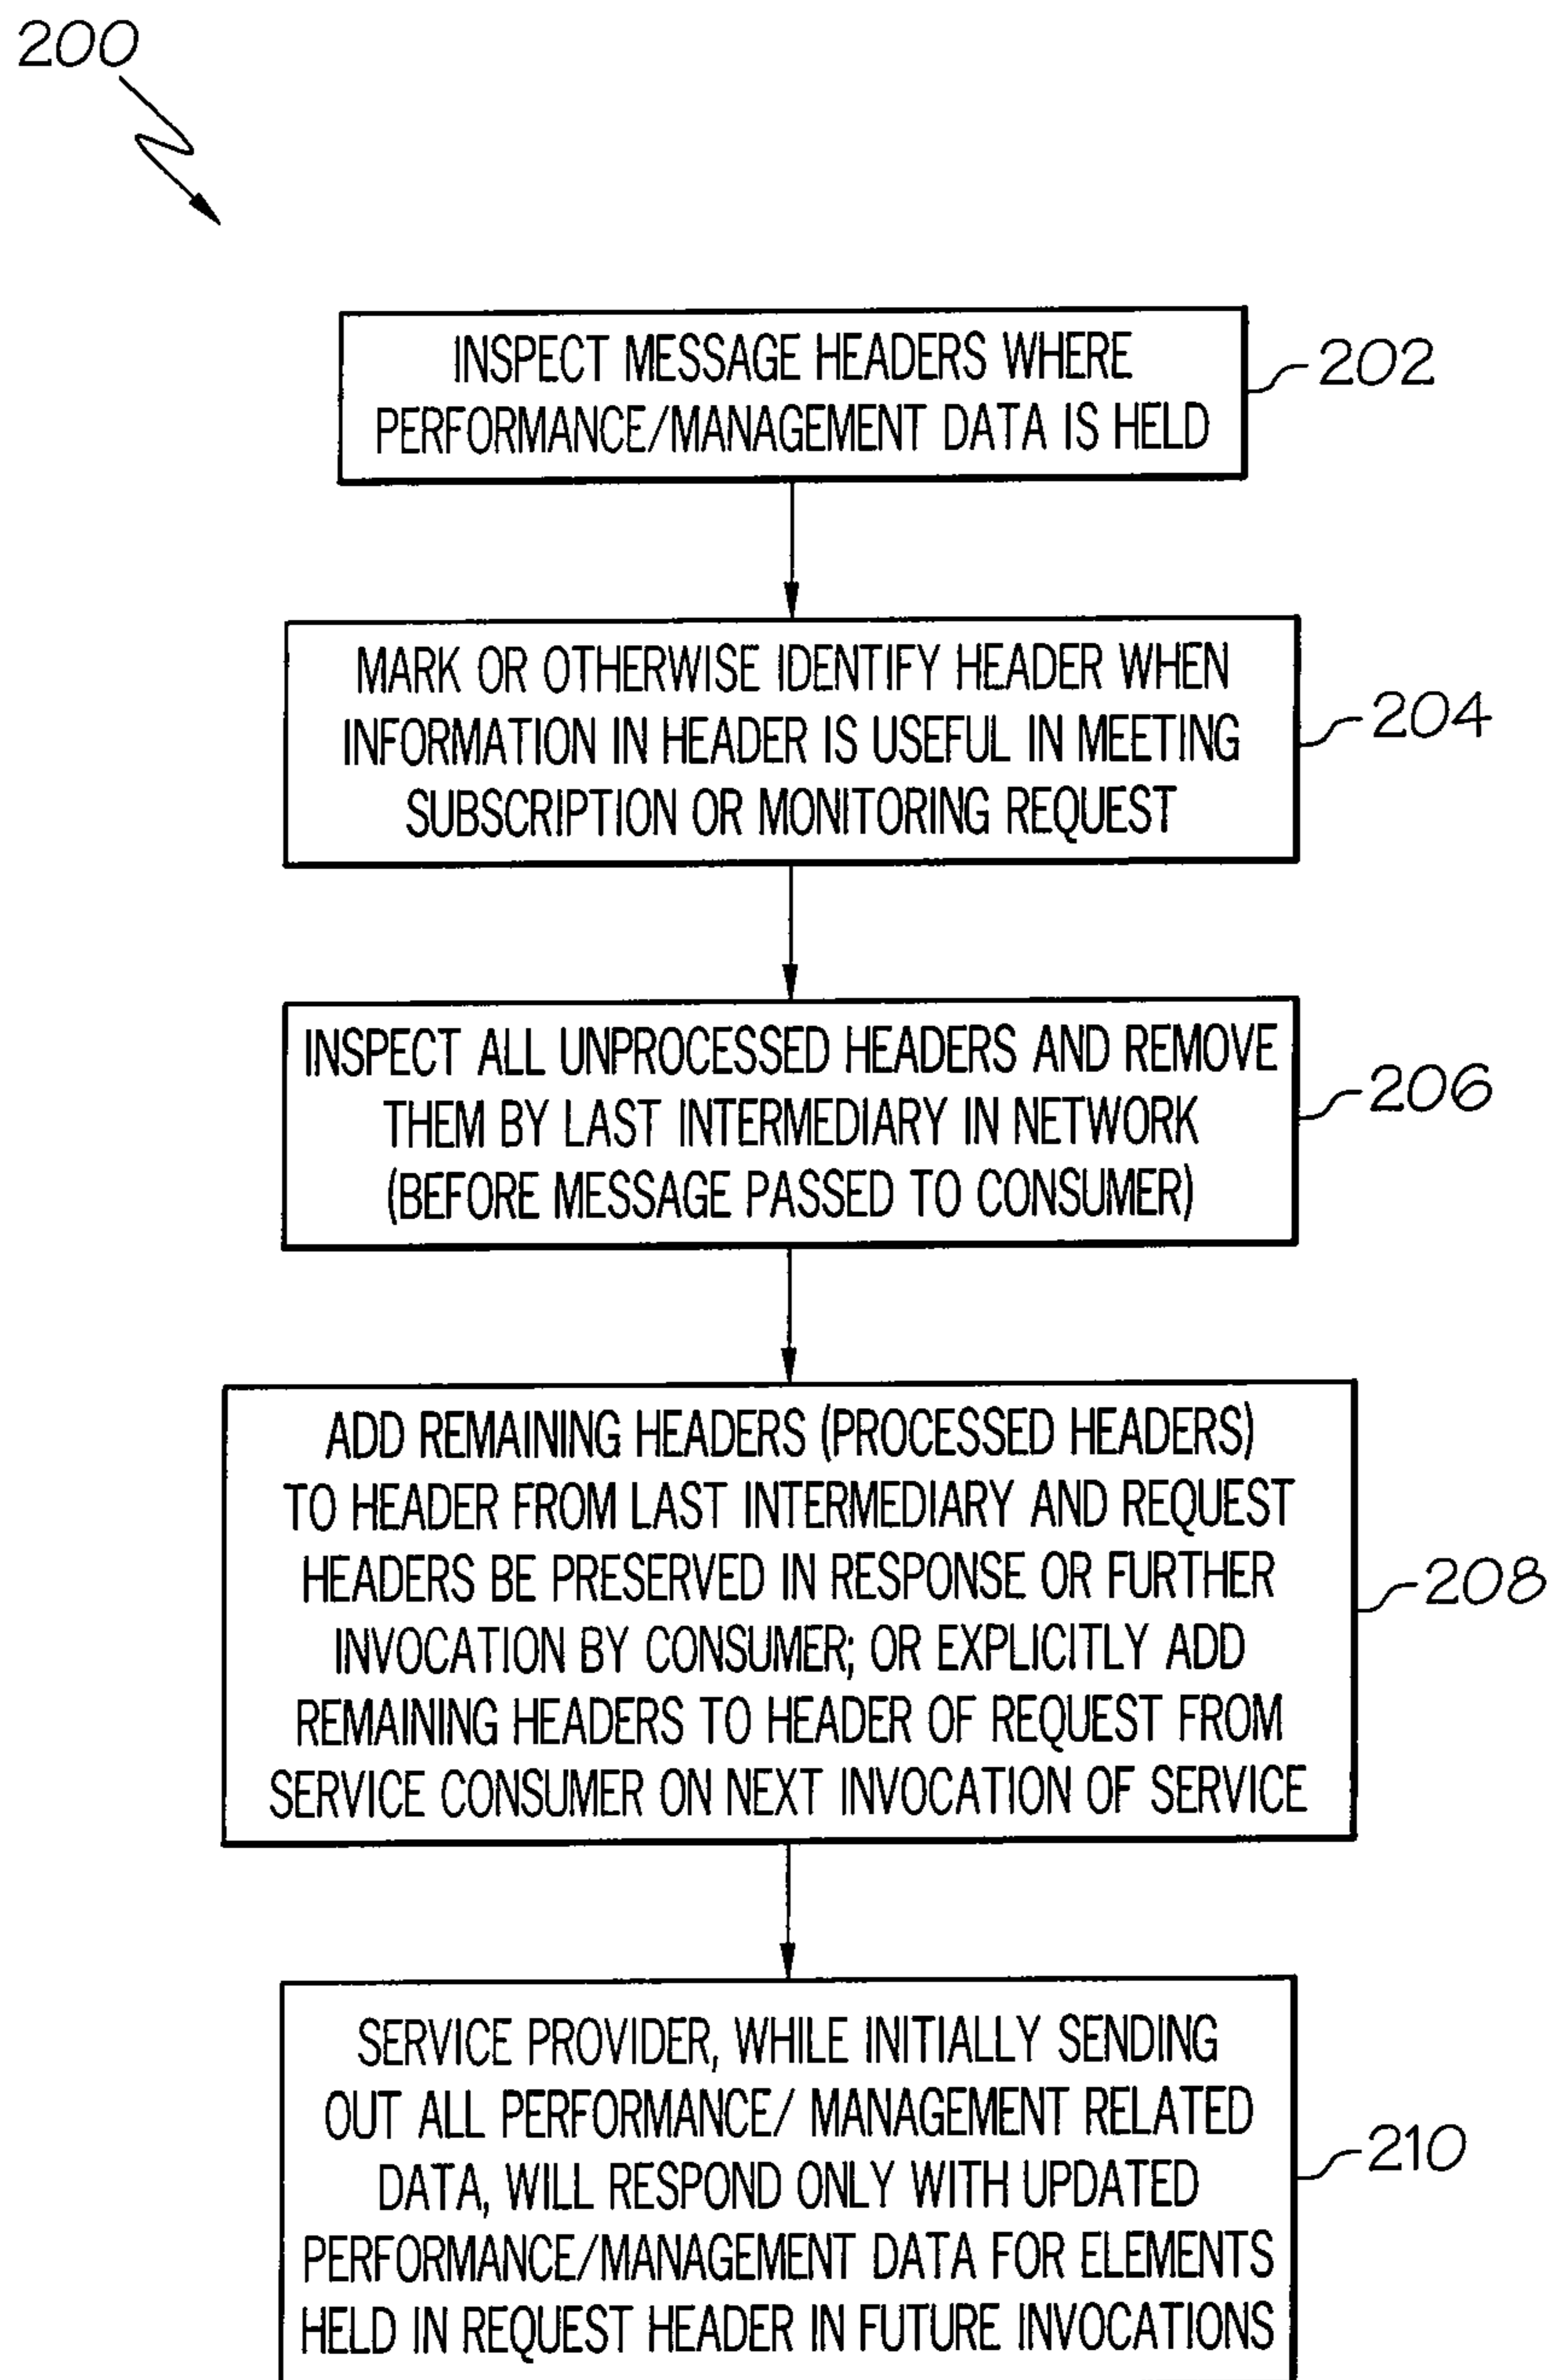 200
INSPECT MESSAGE HEADERS WHERE
PERFORMANCE/MANAGEMENT DATA IS HELD
202
MARK OR OTHERWISE IDENTIFY HEADER WHEN
INFORMATION IN HEADER IS USEFUL IN MEETING
SUBSCRIPTION OR MONITORING REQUEST
204
INSPECT ALL UNPROCESSED HEADERS AND REMOVE
THEM BY LAST INTERMEDIARY IN NETWORK
(BEFORE MESSAGE PASSED TO CONSUMER)
206
ADD REMAINING HEADERS (PROCESSED HEADERS)
TO HEADER FROM LAST INTERMEDIARY AND REQUEST
HEADERS BE PRESERVED IN RESPONSE OR FURTHER
INVOCATION BY CONSUMER; OR EXPLICITLY ADD
REMAINING HEADERS TO HEADER OF REQUEST FROM
SERVICE CONSUMER ON NEXT INVOCATION OF SERVICE
208
SERVICE PROVIDER, WHILE INITIALLY SENDING
OUT ALL PERFORMANCE/ MANAGEMENT RELATED
DATA, WILL RESPOND ONLY WITH UPDATED
PERFORMANCE/MANAGEMENT DATA FOR ELEMENTS
HELD IN REQUEST HEADER IN FUTURE INVOCATIONS
210